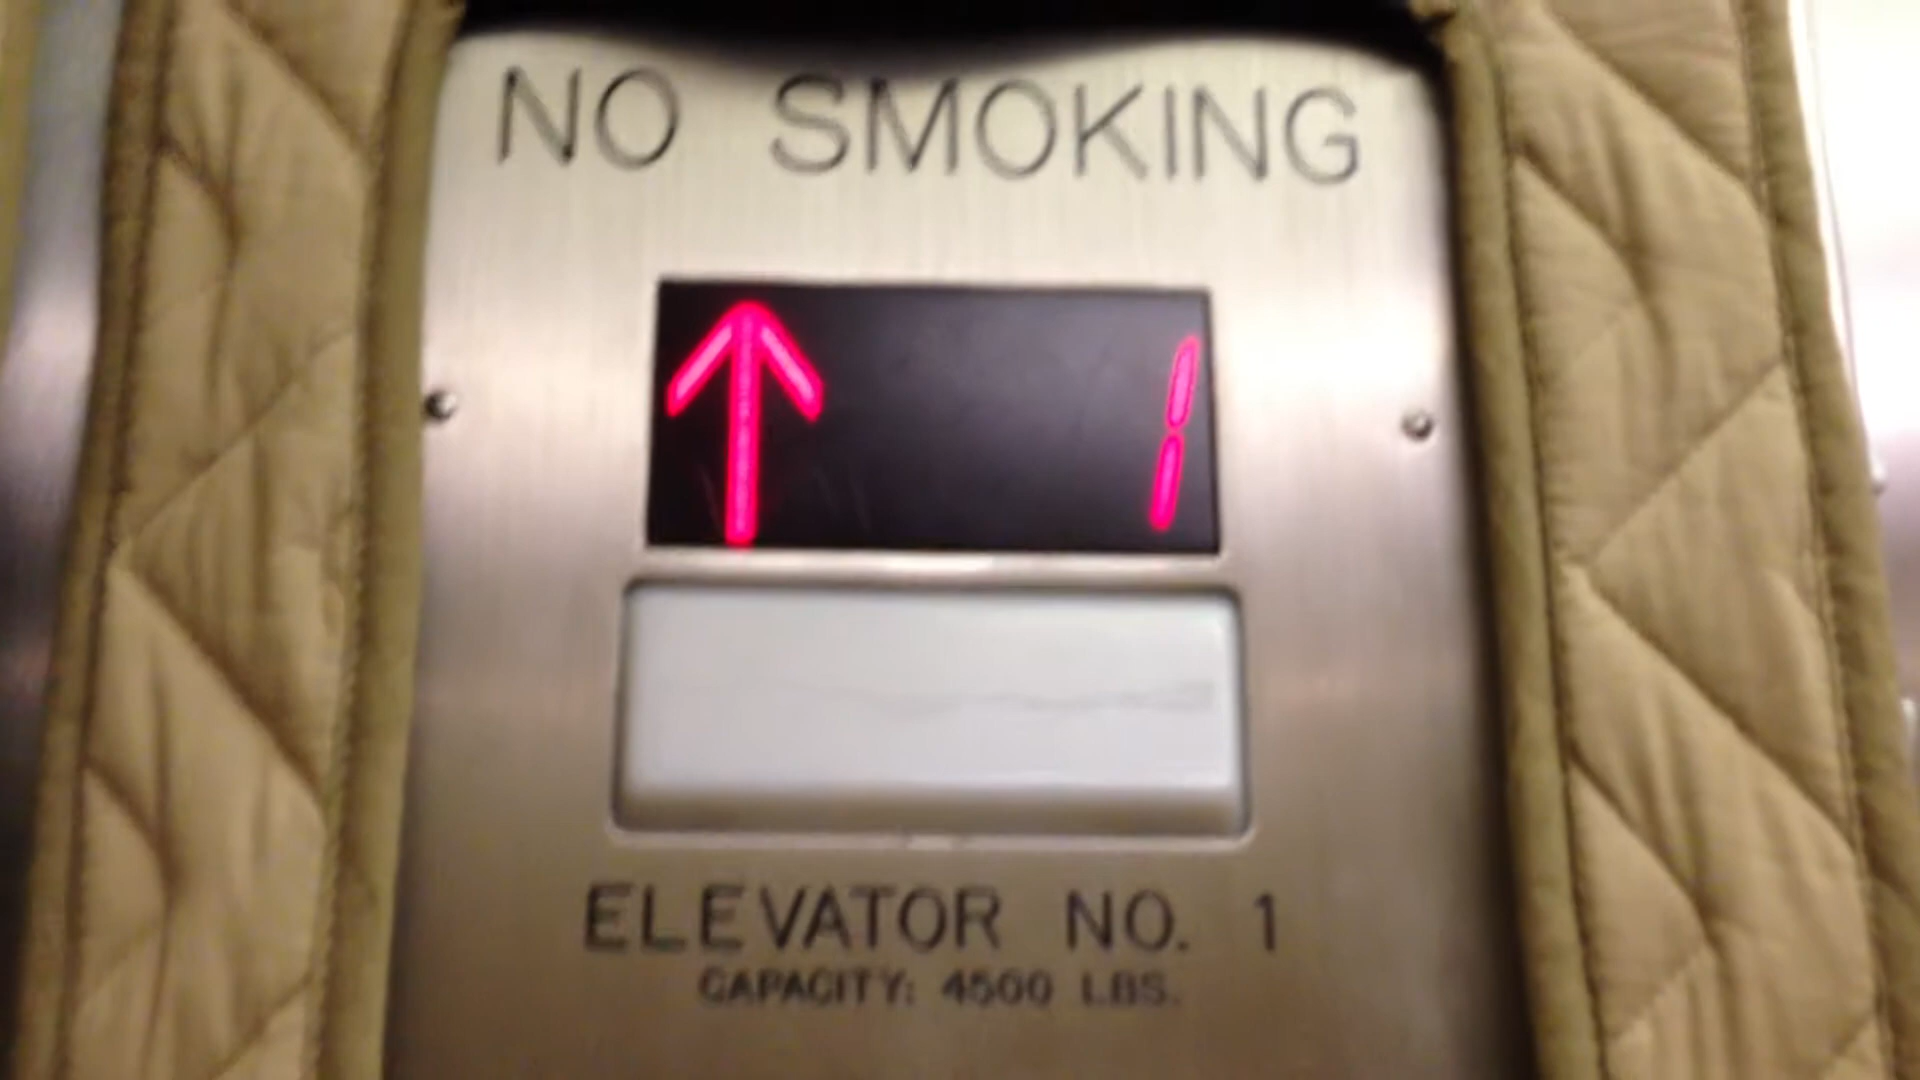 NO SMOKING
↑ 1
ELEVATOR NO. 1
CAPACITY: 4500 LBS.